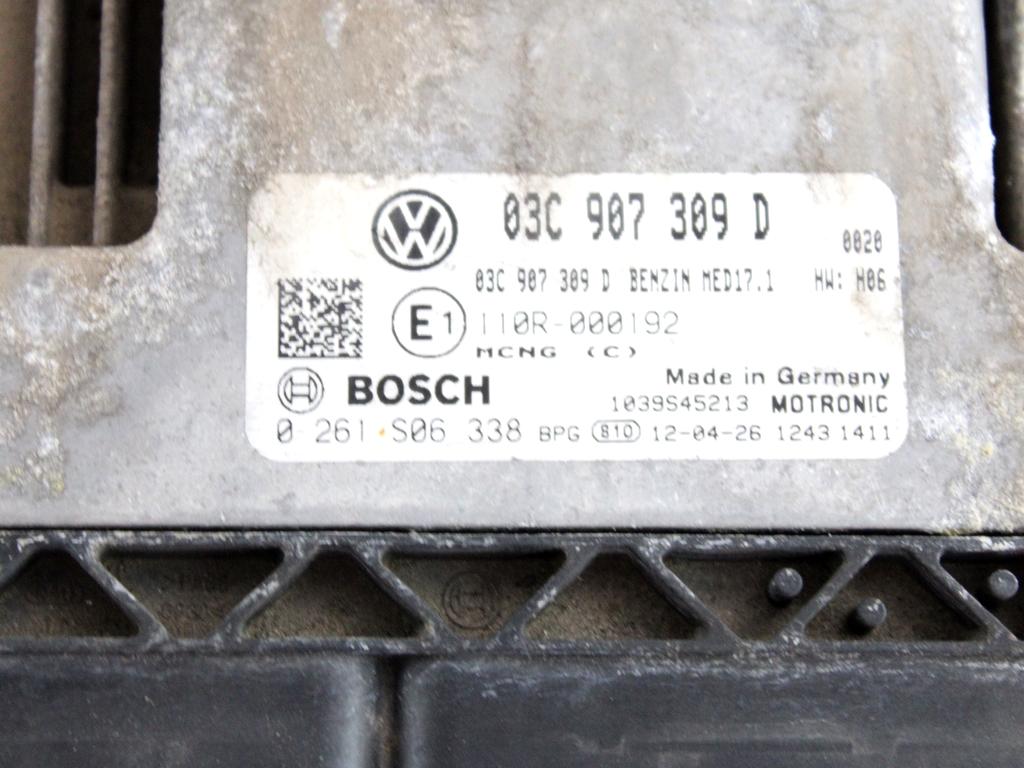 03C 907 309 D
0020
03C 907 309 D BENZIN MED17.1 HW: H06
E1 110R-000192
MCNG (C)
BOSCH
Made in Germany
1039S45213 MOTRONIC
0 261 S06 338 BPG 810 12-04-26 1243 1411